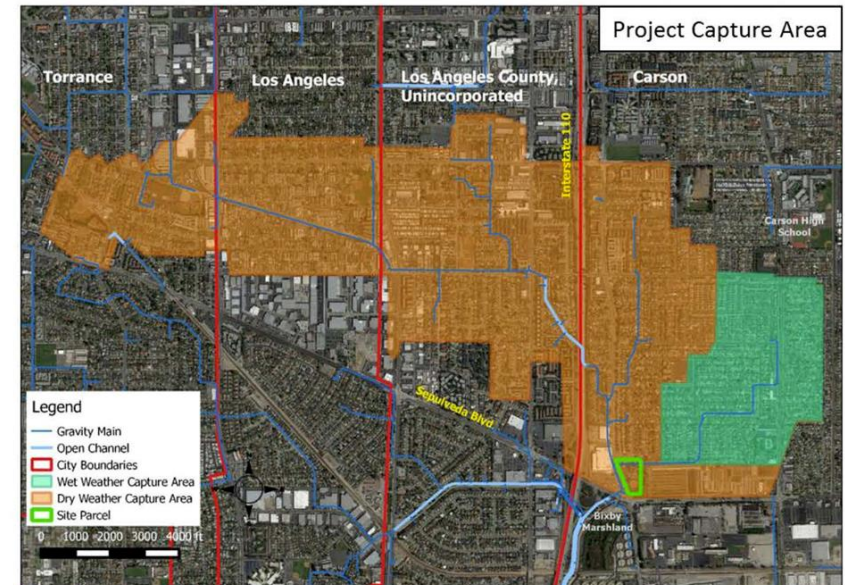 Project Capture Area
Torrance
Los Angeles
Los Angeles County,
Unincorporated
Carson
Interstate 110
Carson High
School
Sepulveda Blvd
Bixby
Marshland
Legend
Gravity Main
Open Channel
City Boundaries
Wet Weather Capture Area
Dry Weather Capture Area
Site Parcel
0 1000 2000 3000 4000 ft